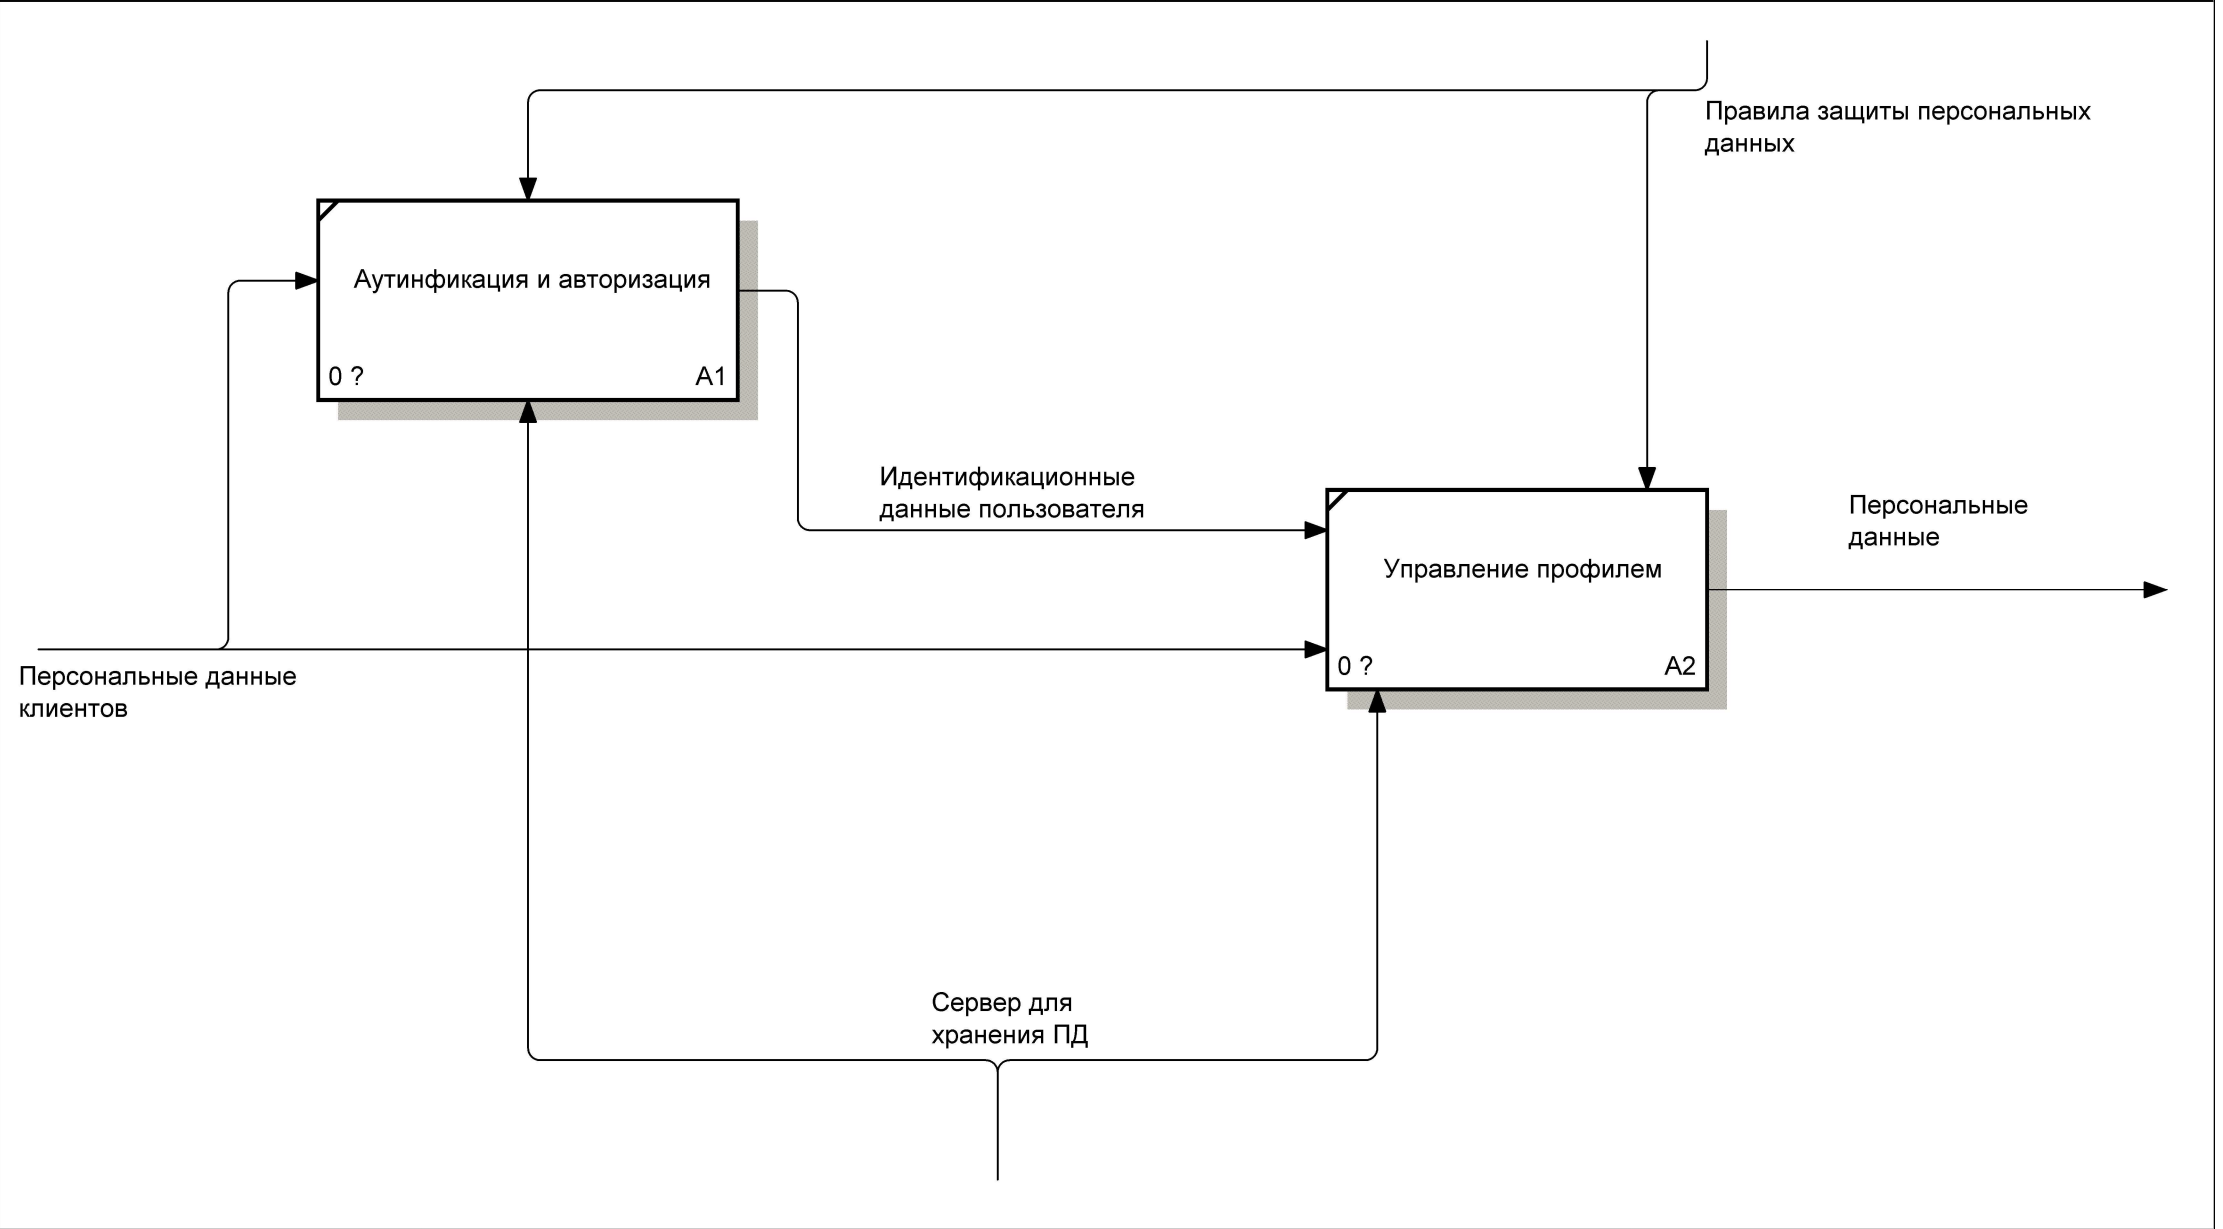 Правила защиты персональных
данных
Аутинфикация и авторизация
0 ?
A1
Идентификационные
данные пользователя
Персональные
данные
Управление профилем
0 ?
A2
Персональные данные
клиентов
Сервер для
хранения ПД